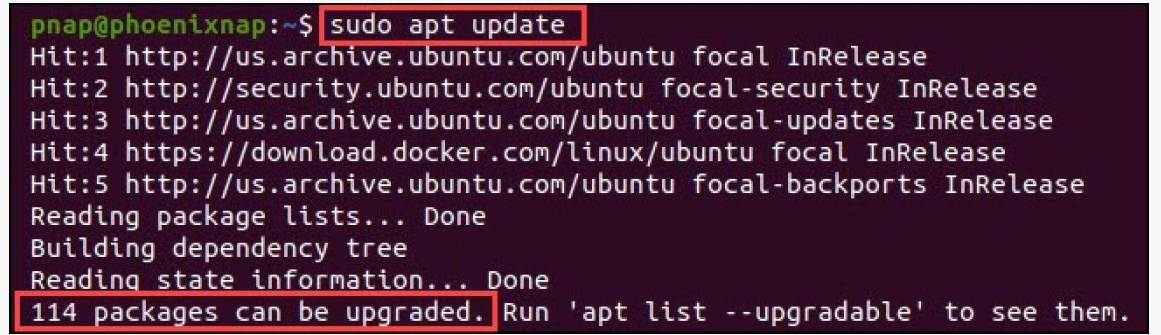 pnap@phoenixnap:~$ sudo apt update
Hit:1 http://us.archive.ubuntu.com/ubuntu focal InRelease
Hit:2 http://security.ubuntu.com/ubuntu focal-security InRelease
Hit:3 http://us.archive.ubuntu.com/ubuntu focal-updates InRelease
Hit:4 https://download.docker.com/linux/ubuntu focal InRelease
Hit:5 http://us.archive.ubuntu.com/ubuntu focal-backports InRelease
Reading package lists... Done
Building dependency tree
Reading state information... Done
114 packages can be upgraded. Run 'apt list --upgradable' to see them.